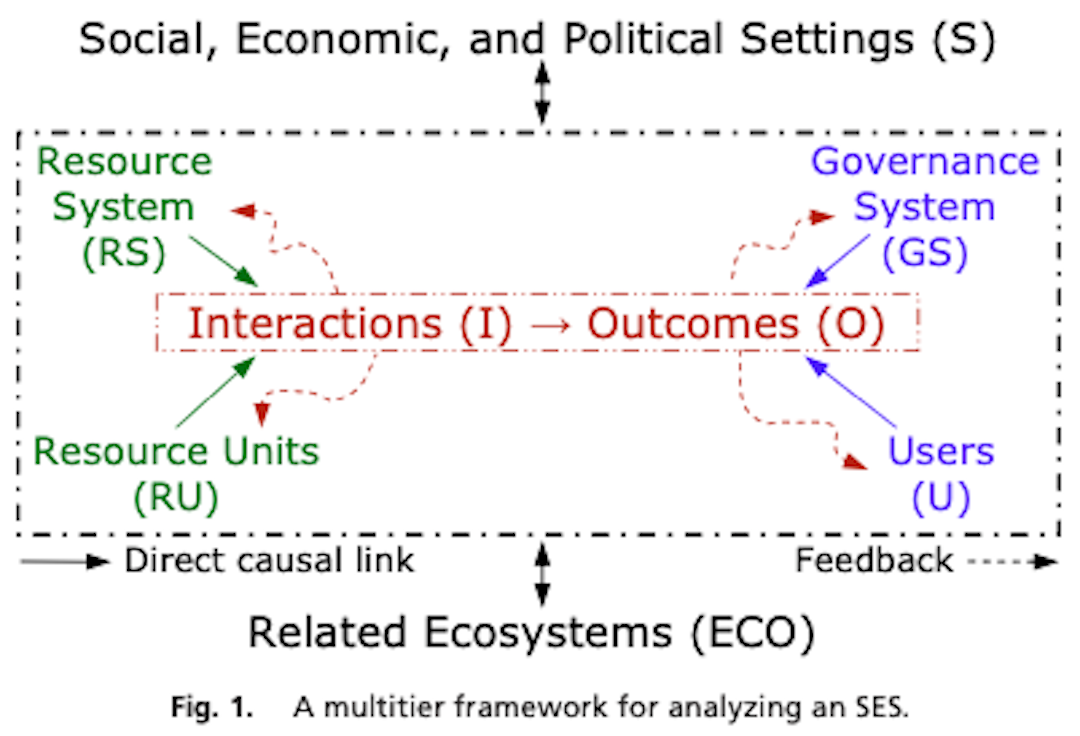 Social, Economic, and Political Settings (S)
Resource
System
(RS)
Governance
System
(GS)
Interactions (I) → Outcomes (O)
Resource Units
(RU)
Users
(U)
Direct causal link
Feedback
Related Ecosystems (ECO)
Fig. 1. A multitier framework for analyzing an SES.